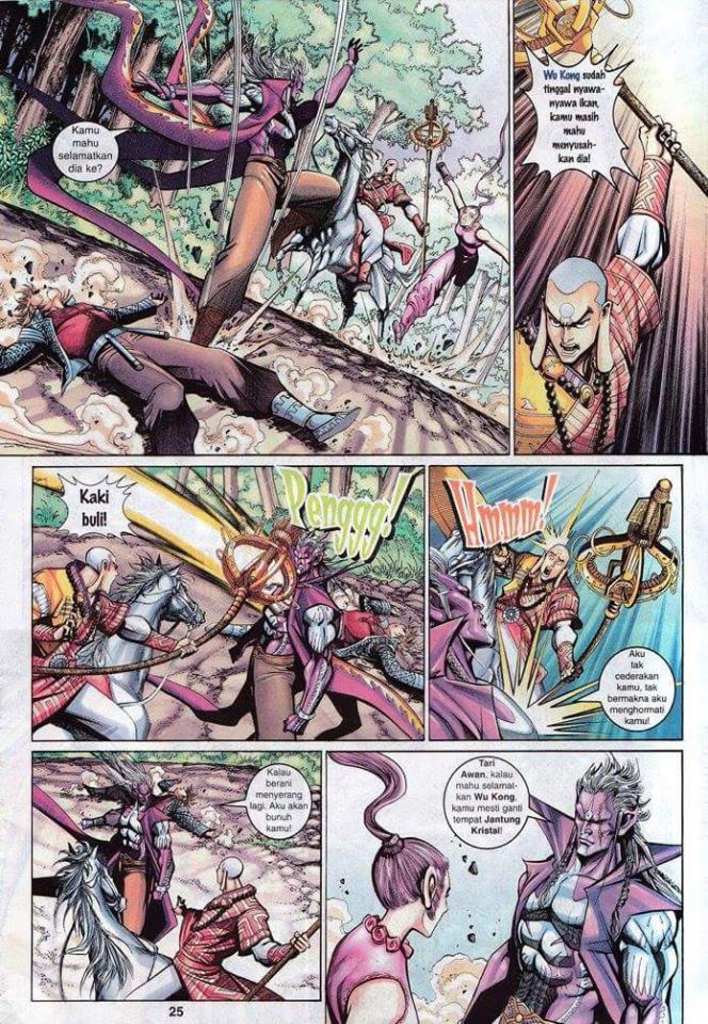 Kamu
mahu
selamatkan
dia ke?
Wu Kong sudah
tinggal nyawa-
nyawa ikan,
kamu masih
mahu
menyusah-
kan dia!
Kaki
buli!
Penggg!
Hmmm!
Aku
tak
cederakan
kamu, tak
bermakna aku
menghormati
kamu!
Kalau
berani
menyerang
lagi. Aku akan
bunuh
kamu!
Tari
Awan, kalau
mahu selamat-
kan Wu Kong,
kamu mesti ganti
tempat Jantung
Kristal!
25